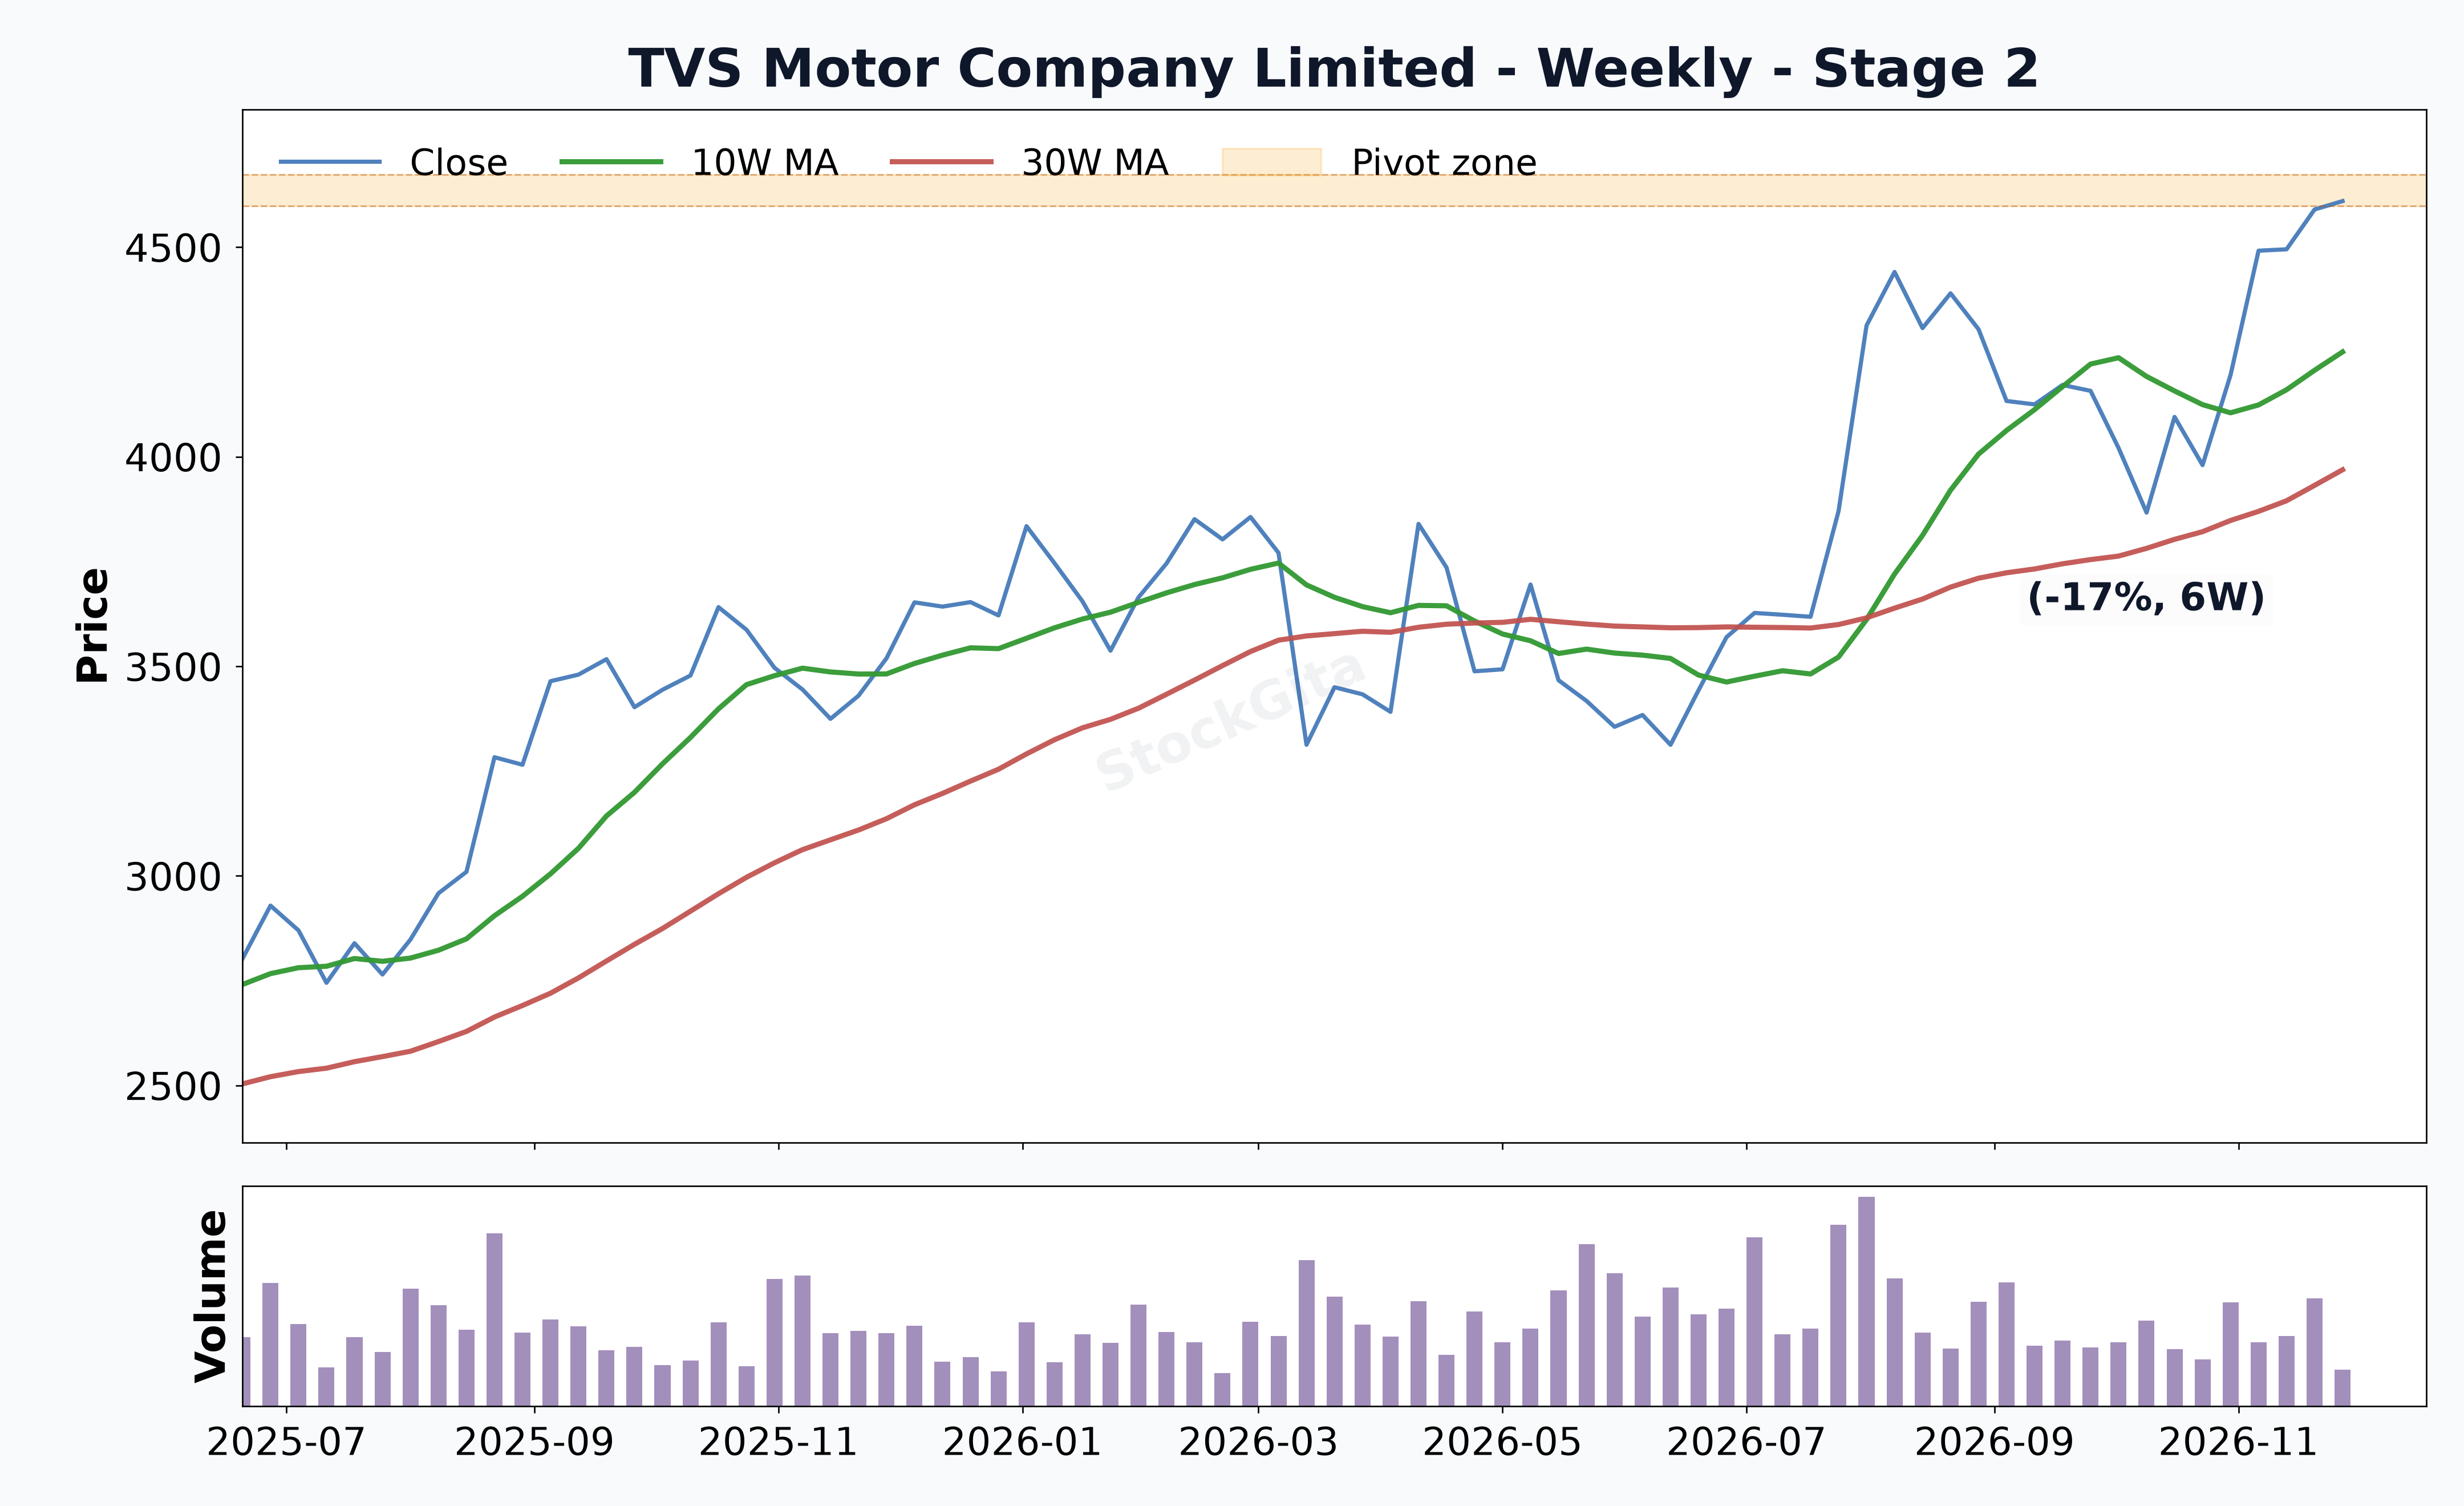 TVS Motor Company Limited - Weekly - Stage 2
Close 10W MA 30W MA Pivot zone
Price
4500
4000
3500
3000
2500
(-17%, 6W)
StockGita
Volume
2025-07 2025-09 2025-11 2026-01 2026-03 2026-05 2026-07 2026-09 2026-11